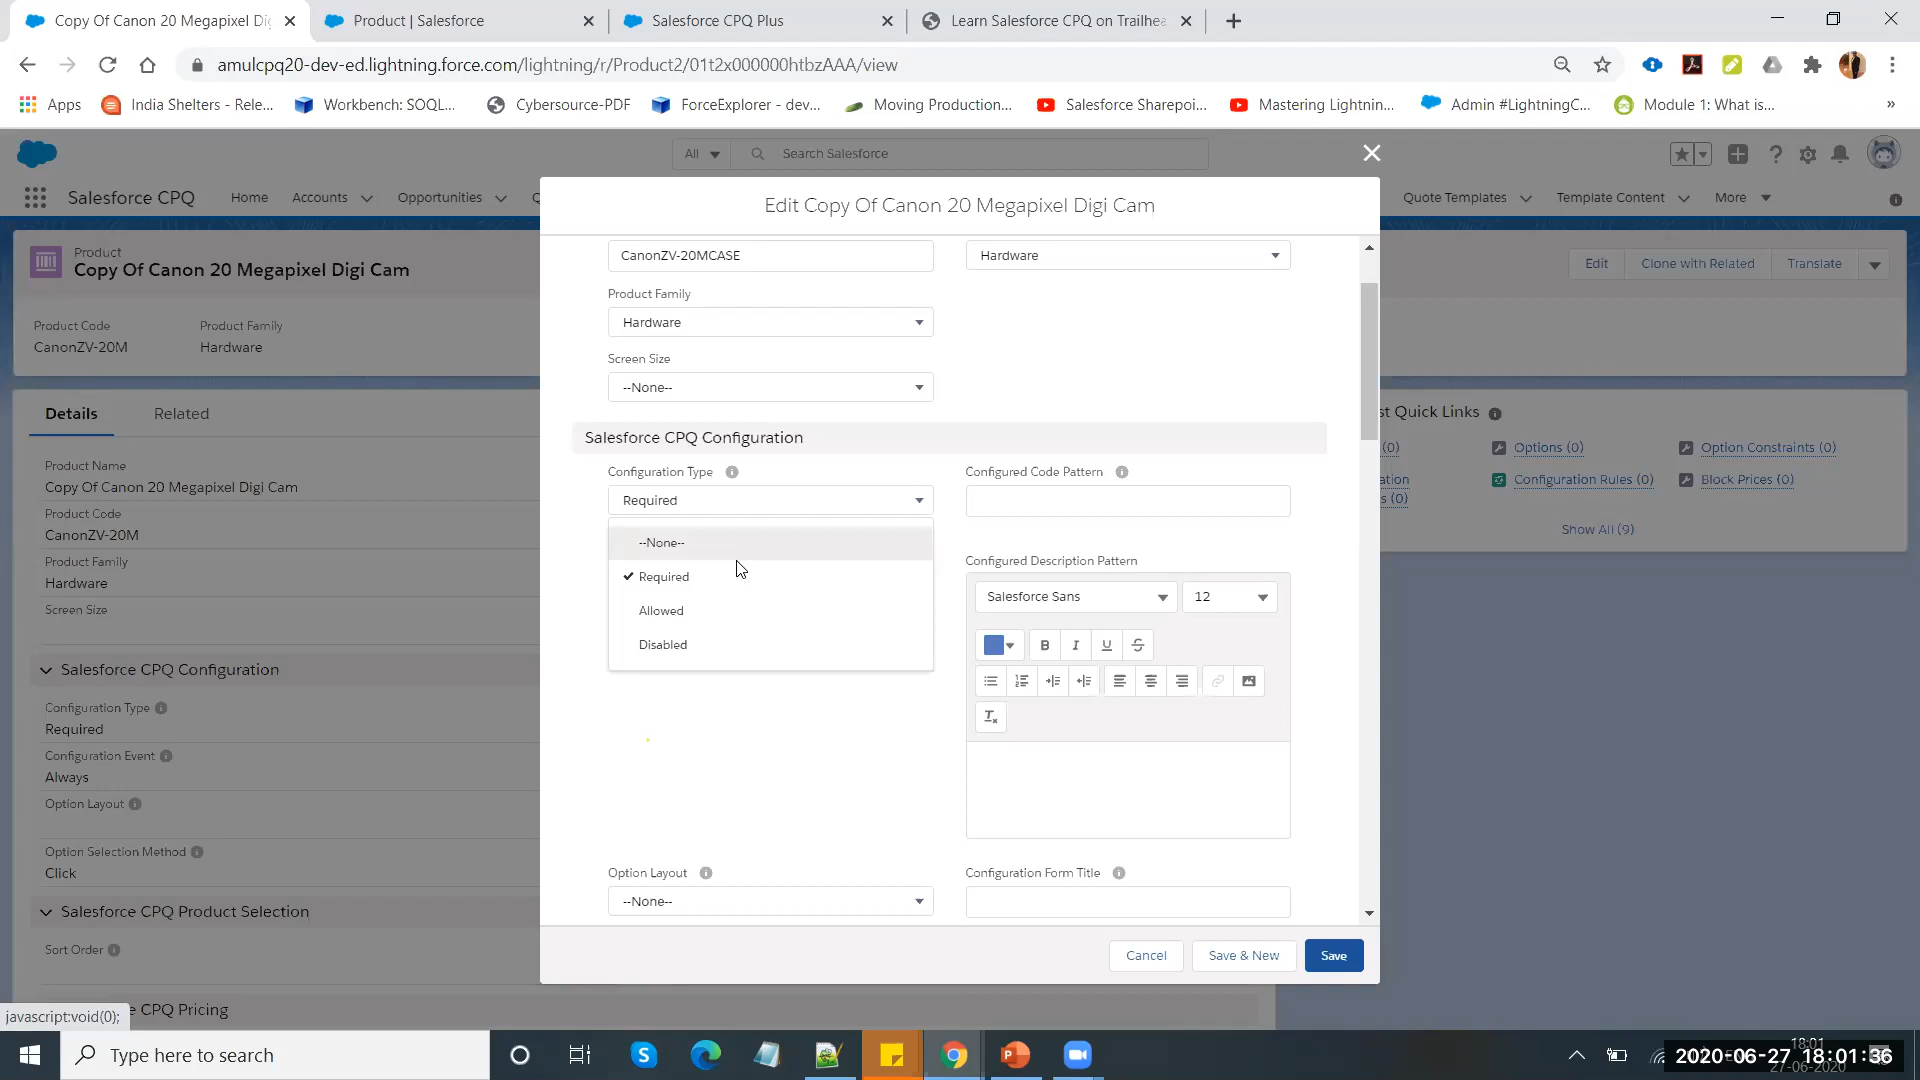 Copy Of Canon 20 Megapixel Dig
Product | Salesforce
Salesforce CPQ Plus
Learn Salesforce CPQ on Trailhea
amulcpq20-dev-ed.lightning.force.com/lightning/r/Product2/01t2x000000htbzAAA/view
Apps
India Shelters - Rele...
Workbench: SOQL...
Cybersource-PDF
ForceExplorer - dev...
Moving Production...
Salesforce Sharepoi...
Mastering Lightnin...
Admin #LightningC...
Module 1: What is...
»
All
Search Salesforce
Salesforce CPQ
Home
Accounts
Opportunities
Q
Quote Templates
Template Content
More
Product
Copy Of Canon 20 Megapixel Digi Cam
Edit
Clone with Related
Translate
Product Code
Product Family
CanonZV-20M
Hardware
Details
Related
Product Name
Copy Of Canon 20 Megapixel Digi Cam
Product Code
CanonZV-20M
Product Family
Hardware
Screen Size
Salesforce CPQ Configuration
Configuration Type
Required
Configuration Event
Always
Option Layout
Option Selection Method
Click
Salesforce CPQ Product Selection
Sort Order
e CPQ Pricing
javascript:void(0);
Edit Copy Of Canon 20 Megapixel Digi Cam
CanonZV-20MCASE
Hardware
Product Family
Hardware
Screen Size
--None--
Salesforce CPQ Configuration
Configuration Type
Configured Code Pattern
Required
--None--
Required
Allowed
Disabled
Configured Description Pattern
Salesforce Sans
12
B I U S
Option Layout
Configuration Form Title
--None--
Cancel
Save & New
Save
st Quick Links
(0)
Options (0)
Option Constraints (0)
ation
s (0)
Configuration Rules (0)
Block Prices (0)
Show All (9)
Type here to search
18:01
27-06-2020
2020-06-27 18:01:36